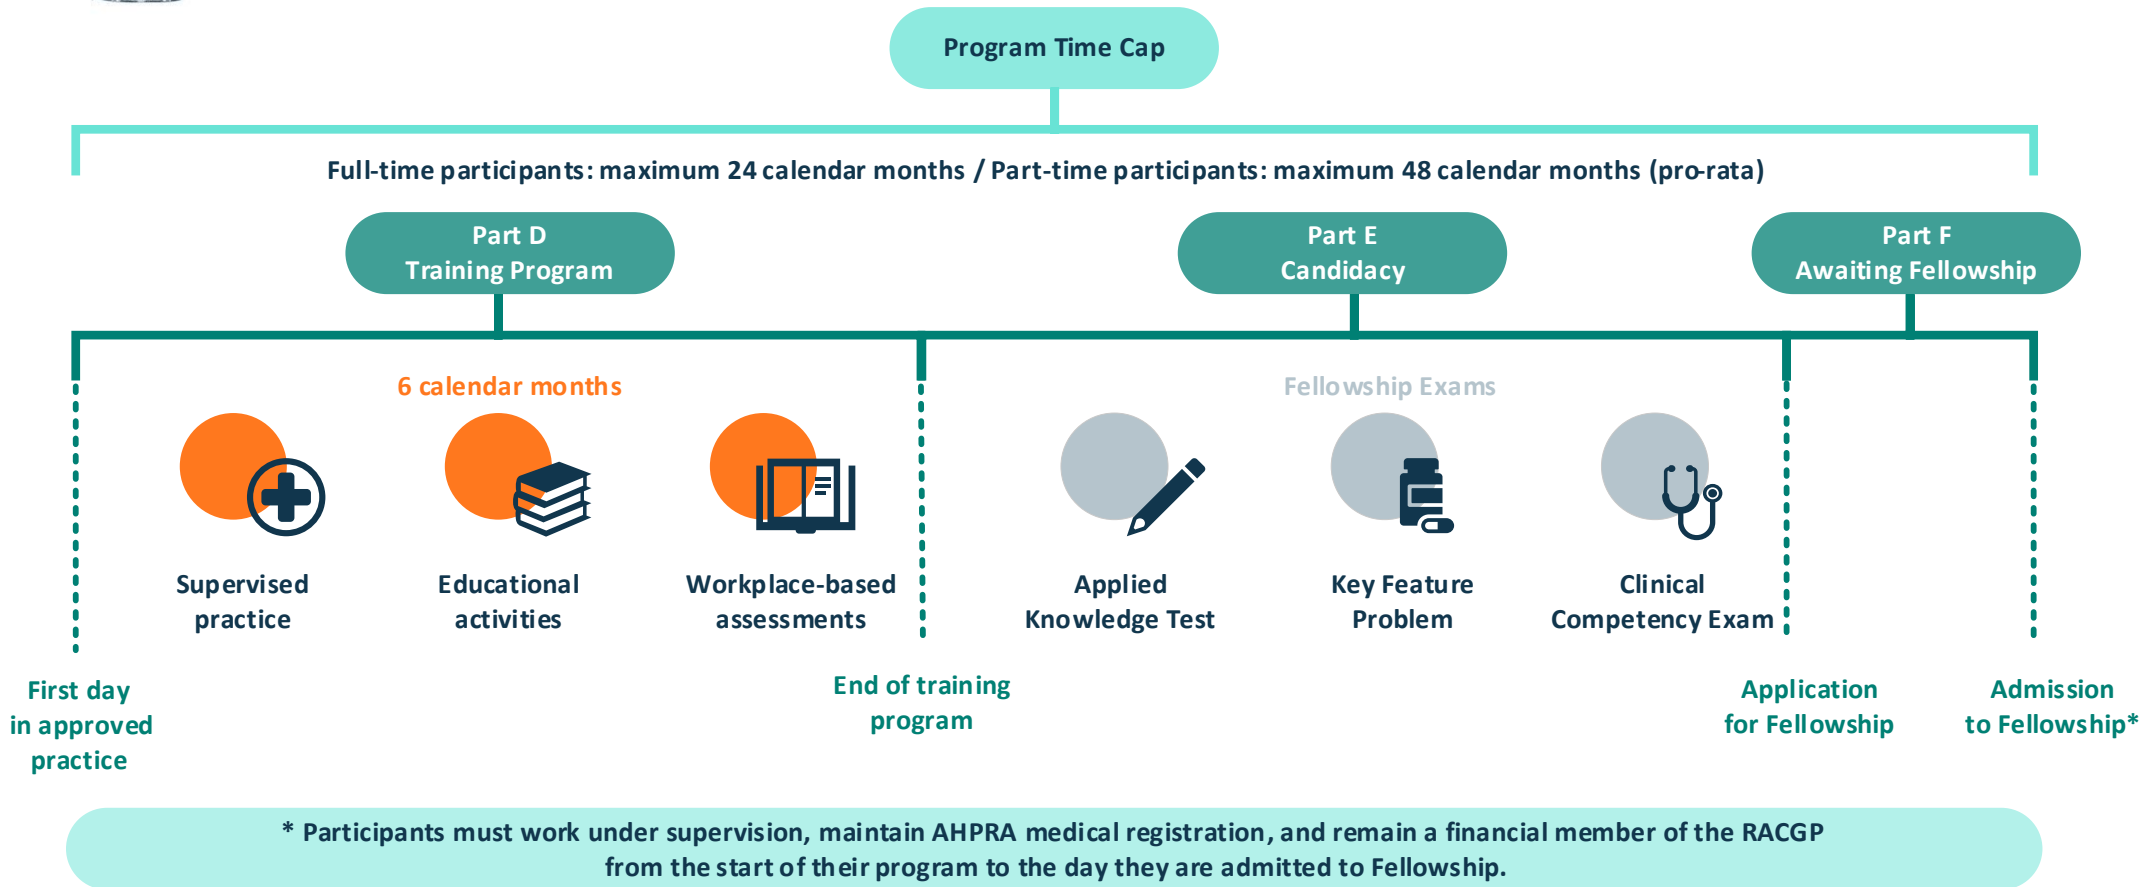 Program Time Cap
Full-time participants: maximum 24 calendar months / Part-time participants: maximum 48 calendar months (pro-rata)
Part D
Training Program
Part E
Candidacy
Part F
Awaiting Fellowship
6 calendar months
Fellowship Exams
Supervised
practice
Educational
activities
Workplace-based
assessments
Applied
Knowledge Test
Key Feature
Problem
Clinical
Competency Exam
First day
in approved
practice
End of training
program
Application
for Fellowship
Admission
to Fellowship*
* Participants must work under supervision, maintain AHPRA medical registration, and remain a financial member of the RACGP
from the start of their program to the day they are admitted to Fellowship.